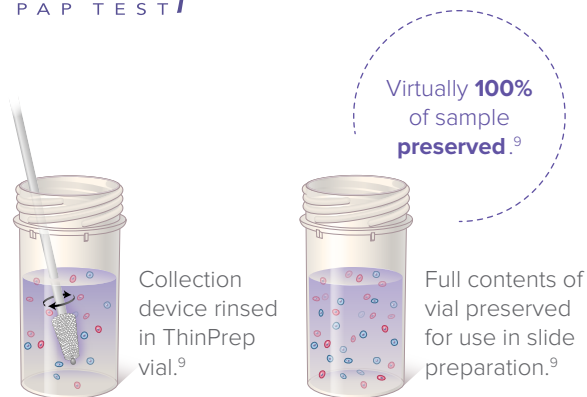 PAP TEST
Virtually 100%
of sample
preserved.⁹
Collection
device rinsed
in ThinPrep
vial.⁹
Full contents of
vial preserved
for use in slide
preparation.⁹